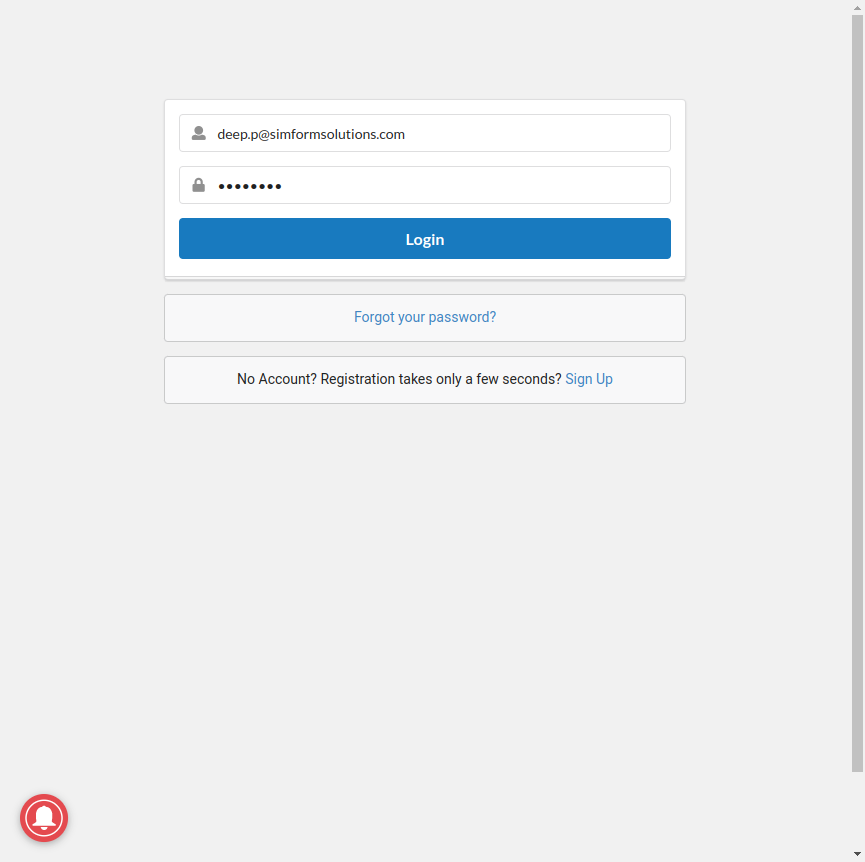 deep.p@simformsolutions.com
••••••••
Login
Forgot your password?
No Account? Registration takes only a few seconds? Sign Up